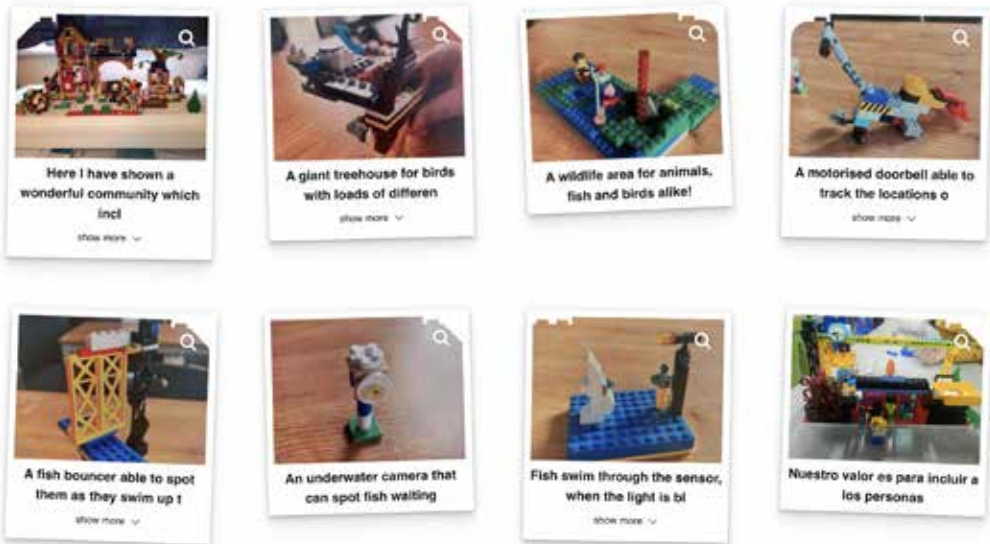 Here I have shown a
wonderful community which
incl
show more
A giant treehouse for birds
with loads of differen
show more
A wildlife area for animals,
fish and birds alike!
A motorised doorbell able to
track the locations o
show more
A fish bouncer able to spot
them as they swim up t
show more
An underwater camera that
can spot fish waiting
Fish swim through the sensor,
when the light is bl
show more
Nuestro valor es para incluir a
los personas